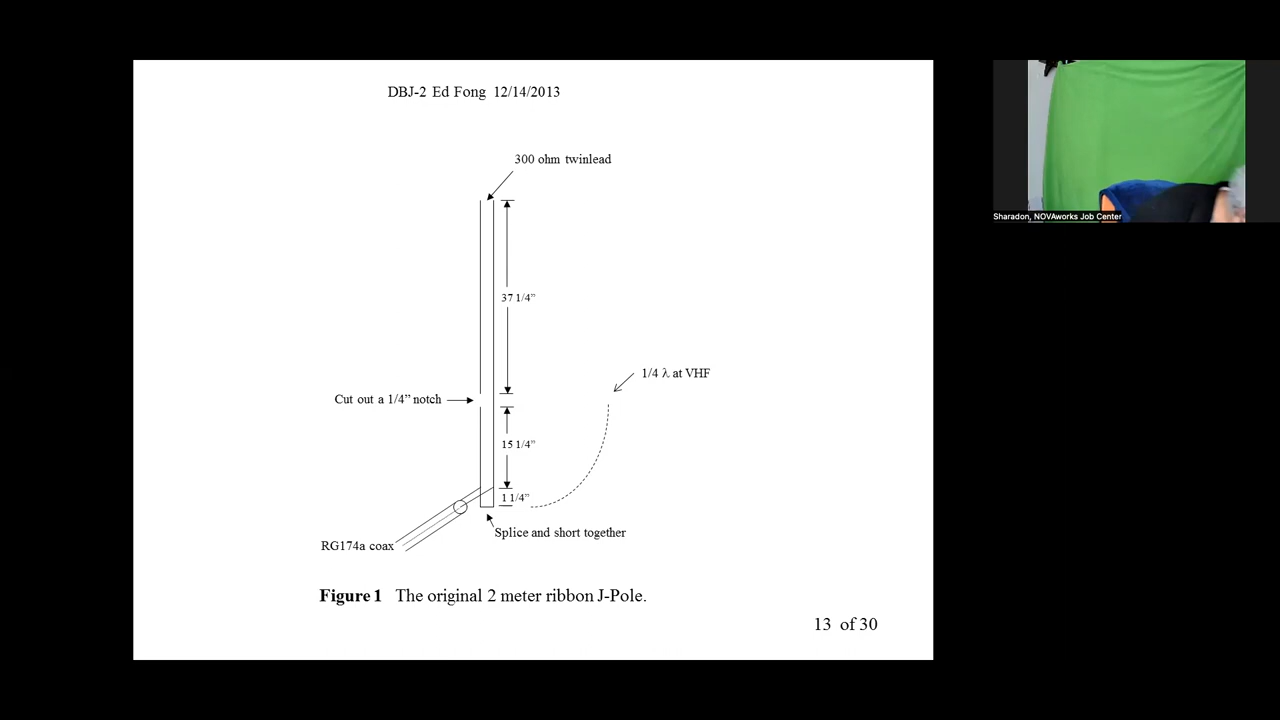 DBJ-2 Ed Fong 12/14/2013
300 ohm twinlead
37 1/4”
1/4 λ at VHF
Cut out a 1/4” notch
15 1/4”
1 1/4”
Splice and short together
RG174a coax
Figure 1 The original 2 meter ribbon J-Pole.
13 of 30
Sharadon, NOVAworks Job Center